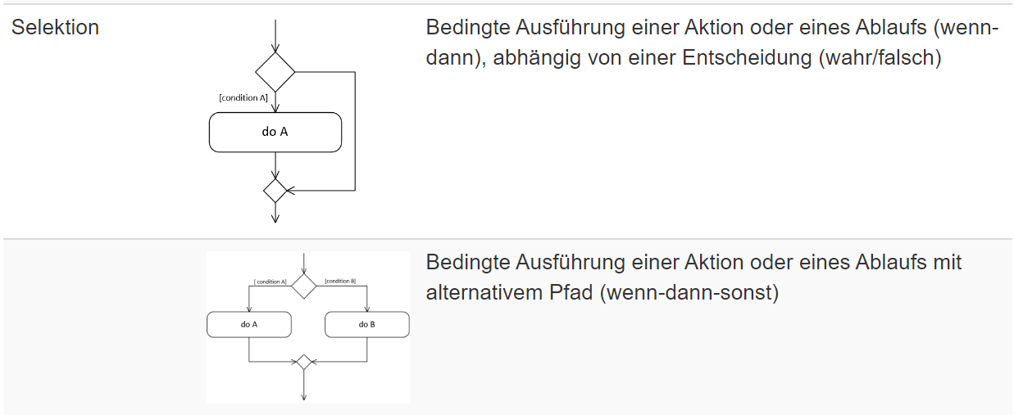 Selektion
[condition A]
do A
Bedingte Ausführung einer Aktion oder eines Ablaufs (wenn-
dann), abhängig von einer Entscheidung (wahr/falsch)
[ condition A]
[condition B]
do A
do B
Bedingte Ausführung einer Aktion oder eines Ablaufs mit
alternativem Pfad (wenn-dann-sonst)